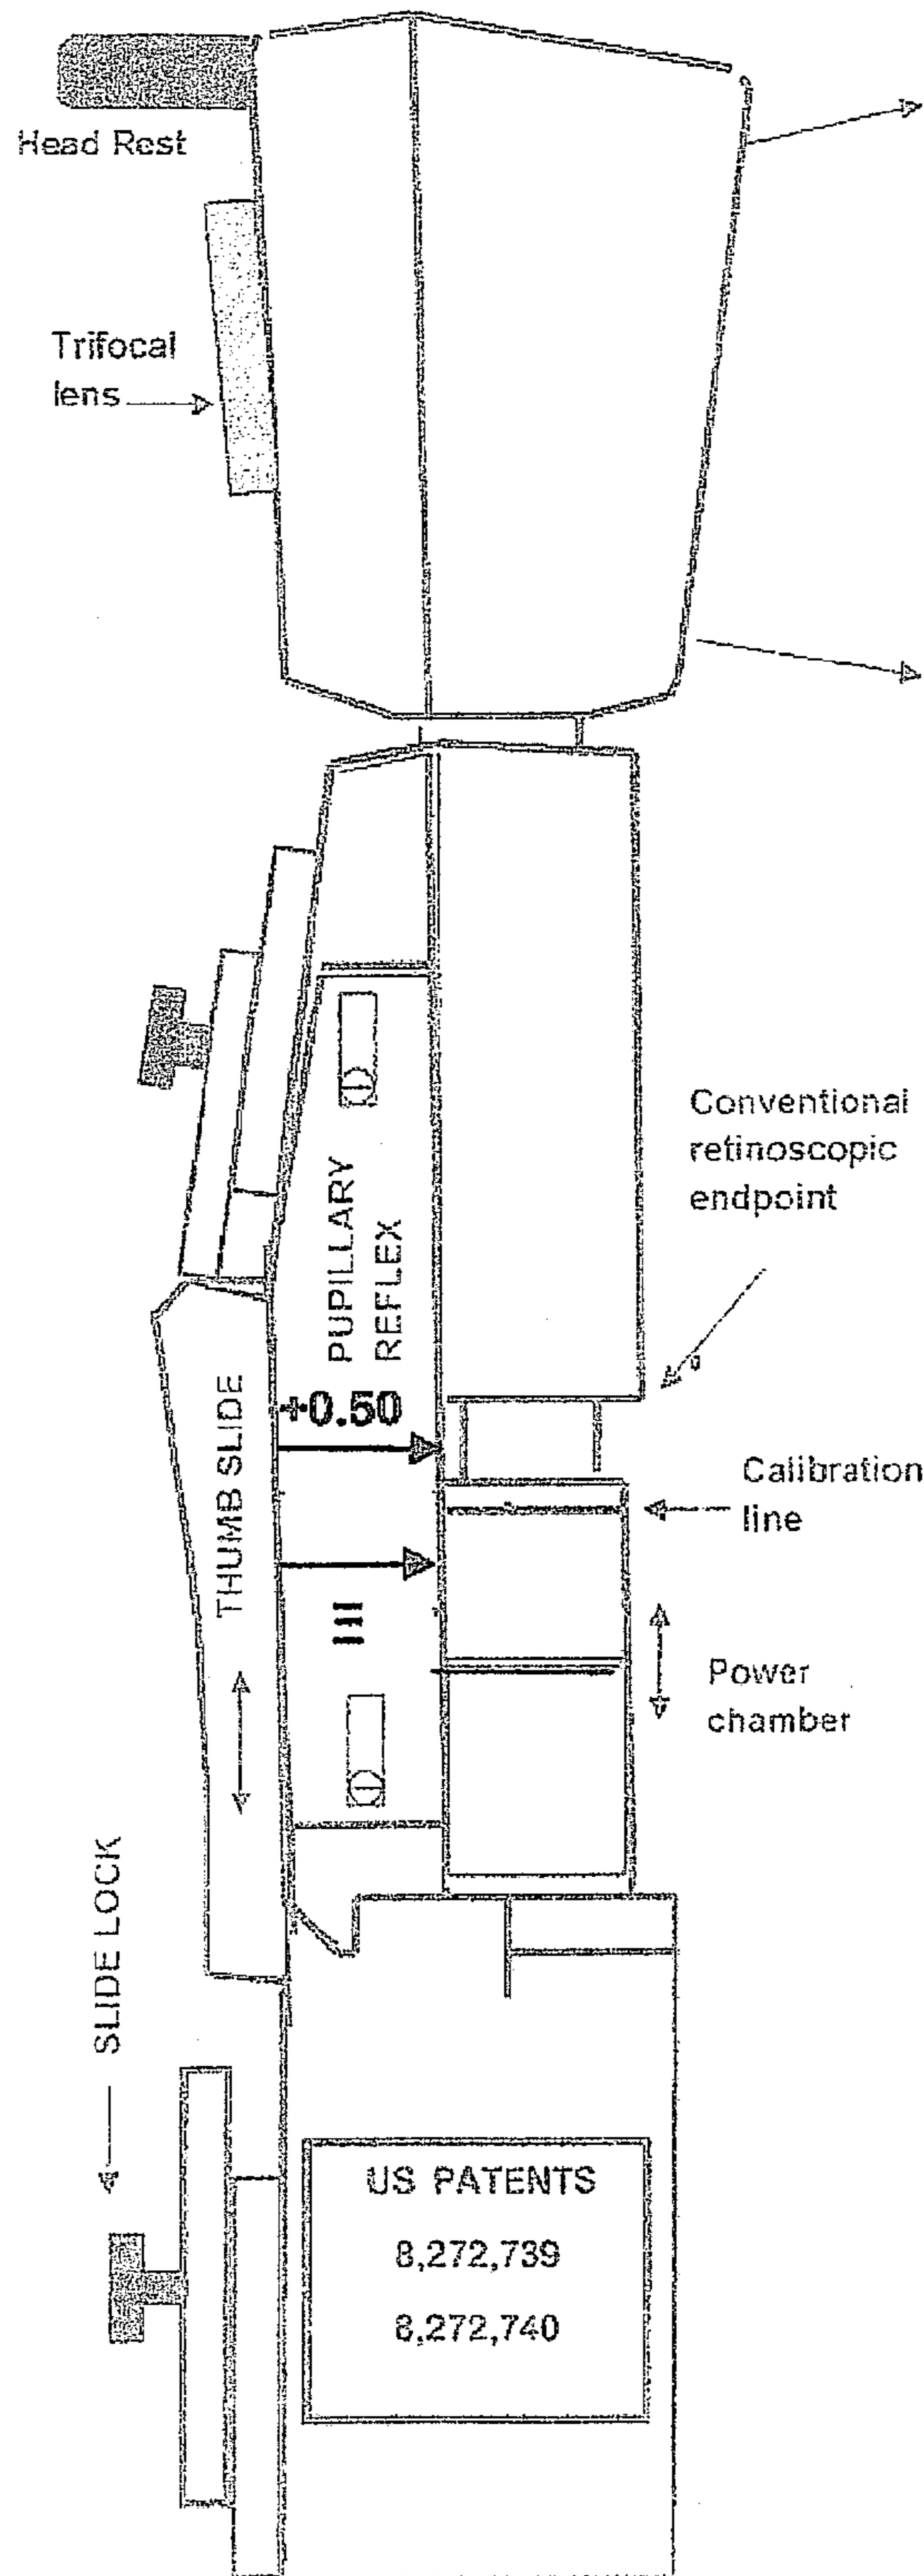 Head Rest
Trifocal
lens
Conventional
retinoscopic
endpoint
PUPILLARY
REFLEX
THUMB SLIDE
+0.50
Calibration
line
III
Power
chamber
SLIDE LOCK
US PATENTS
8,272,739
8,272,740